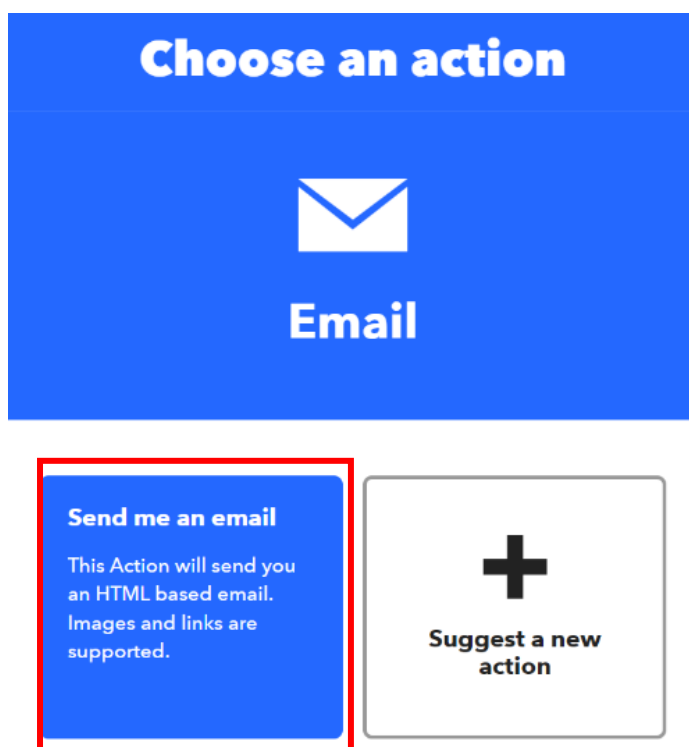 Choose an action
Email
Send me an email
This Action will send you
an HTML based email.
Images and links are
supported.
Suggest a new
action